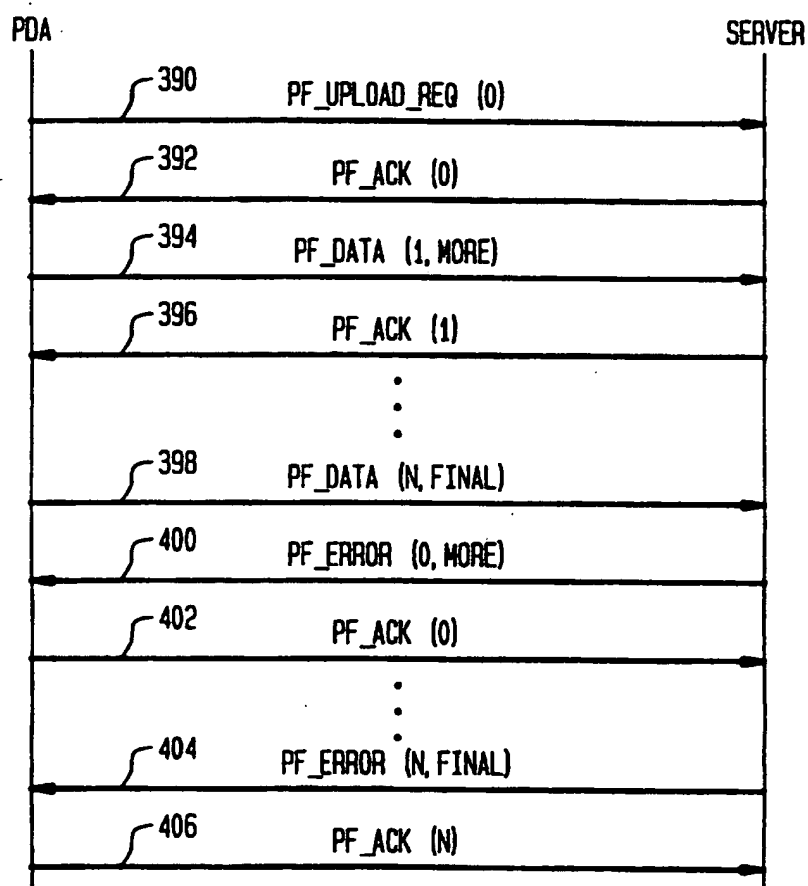 PDA SERVER
390 PF_UPLOAD_REQ (0)
392 PF_ACK (0)
394 PF_DATA (1, MORE)
396 PF_ACK (1)
398 PF_DATA (N, FINAL)
400 PF_ERROR (0, MORE)
402 PF_ACK (0)
404 PF_ERROR (N, FINAL)
406 PF_ACK (N)